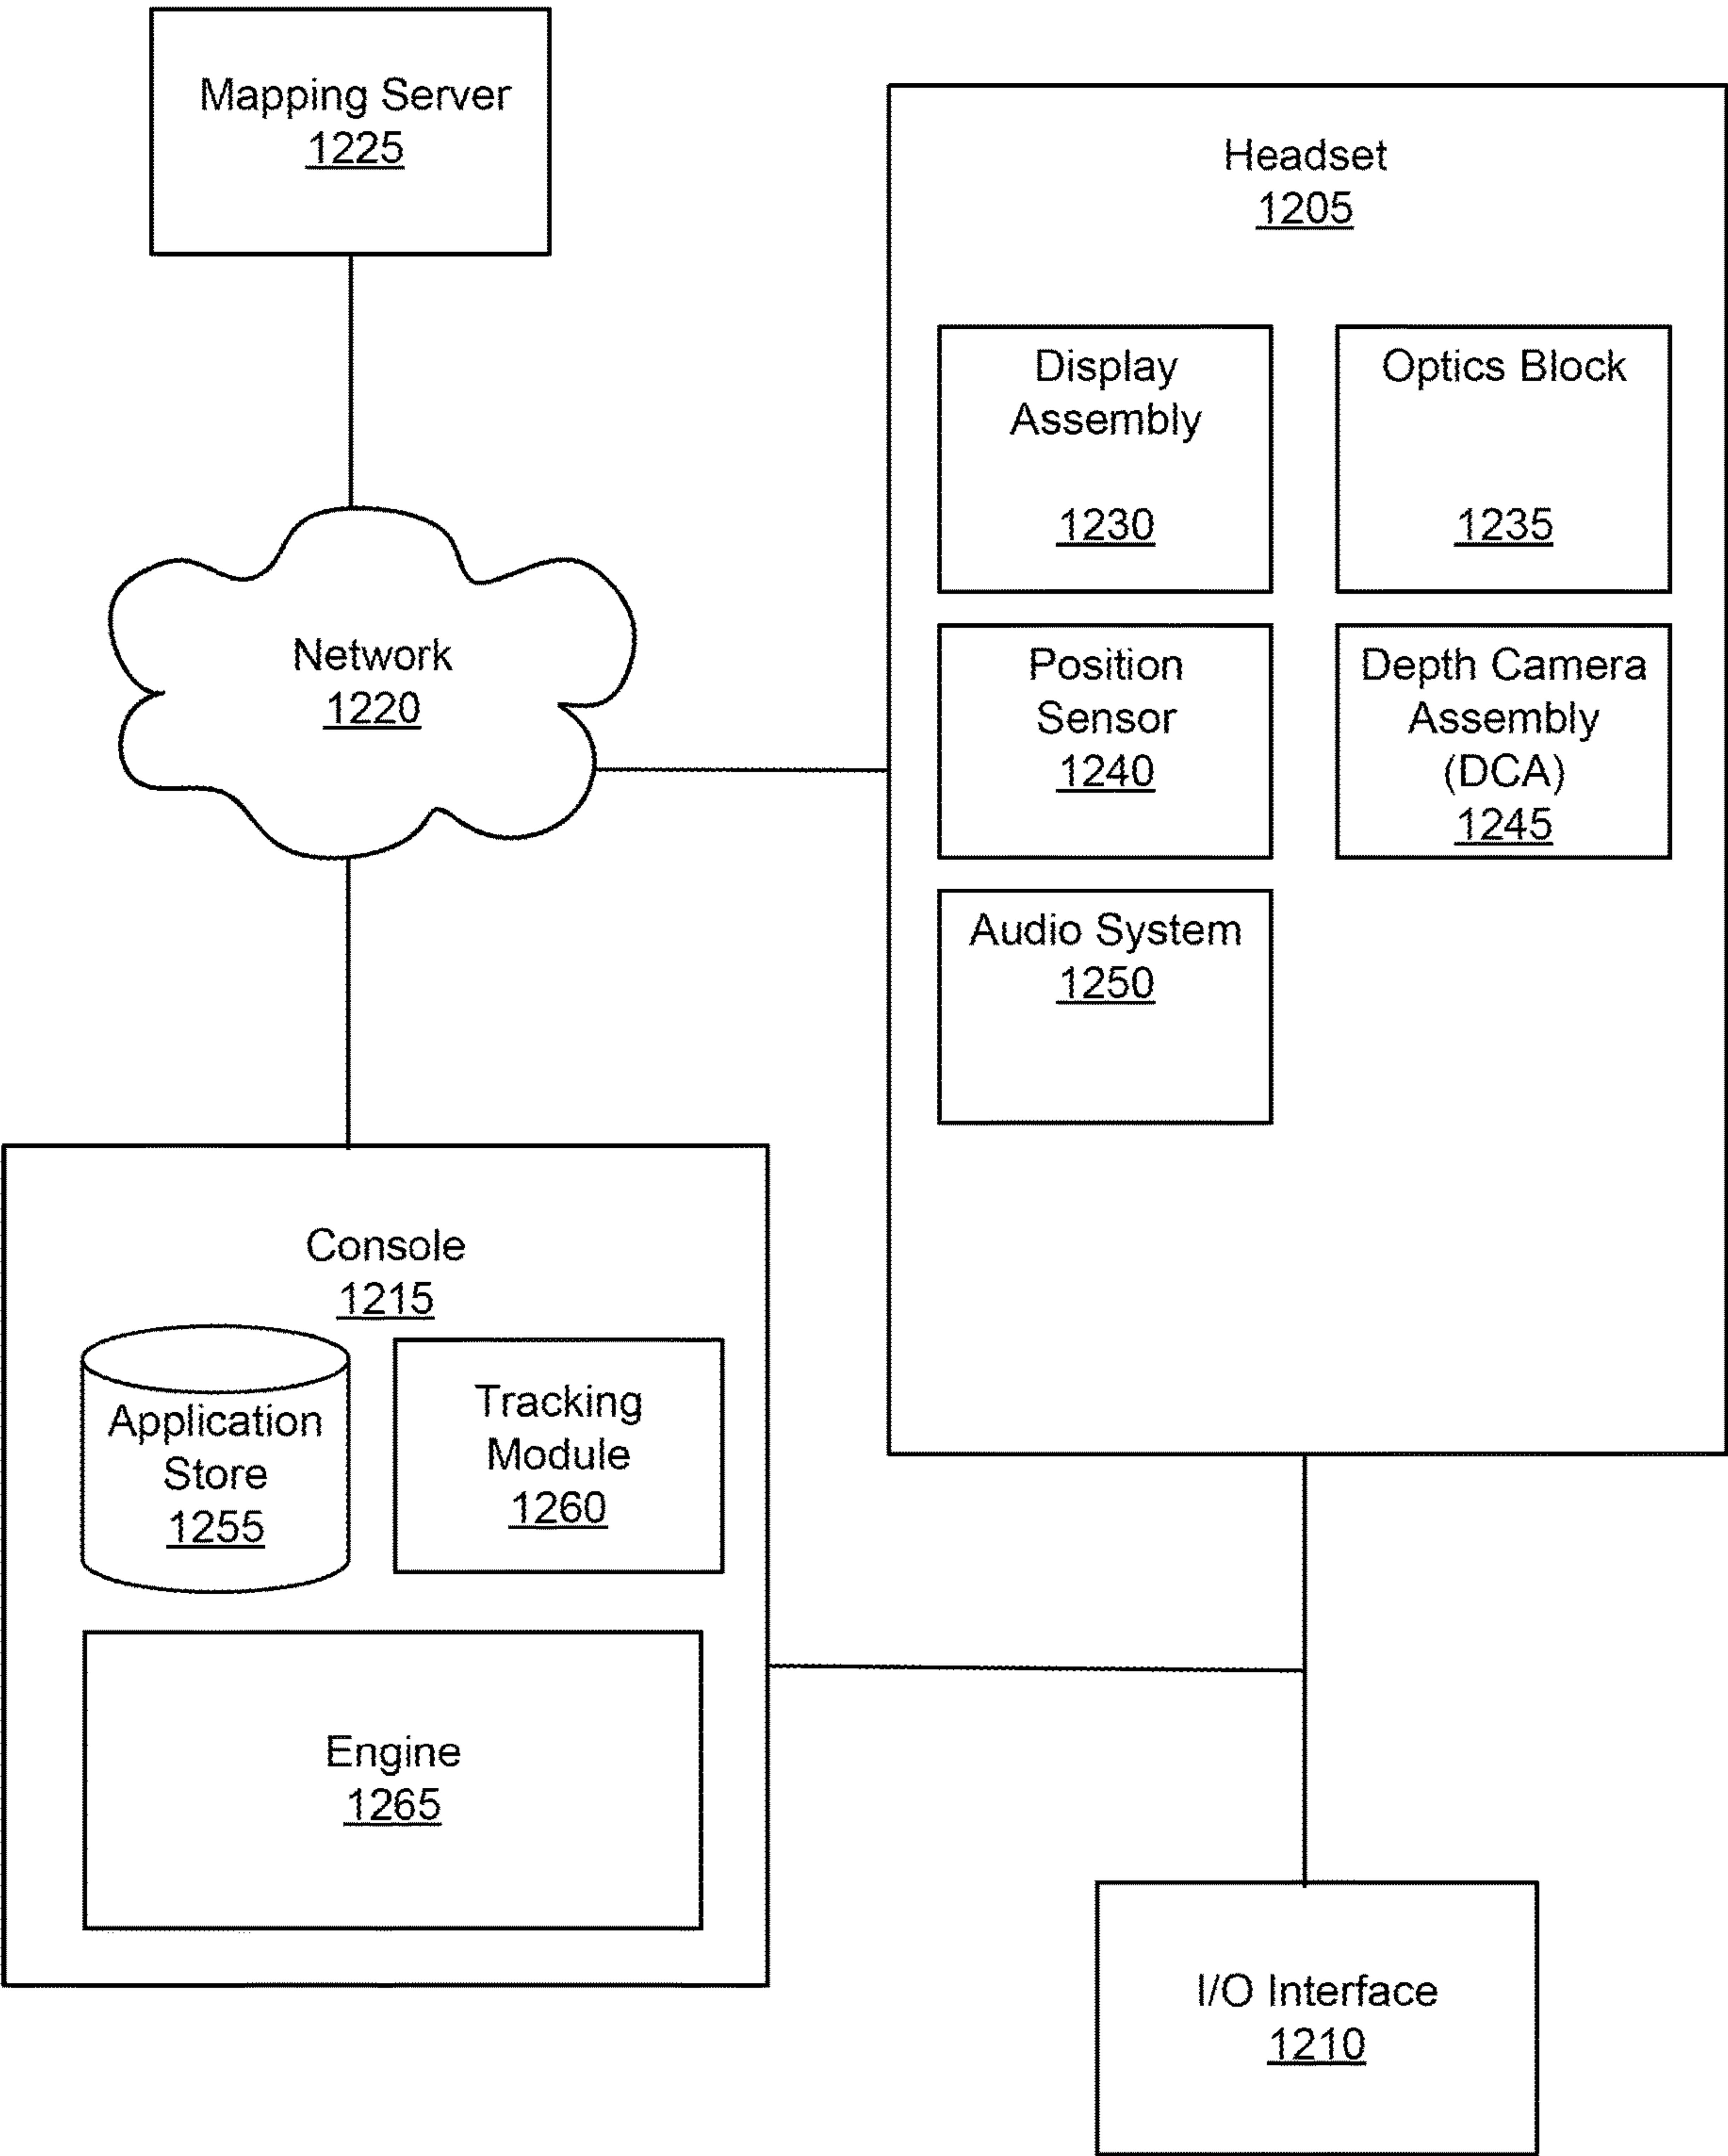 Mapping Server
1225
Headset
1205
Display
Assembly
1230
Optics Block
1235
Position
Sensor
1240
Depth Camera
Assembly
(DCA)
1245
Audio System
1250
Network
1220
Console
1215
Application
Store
1255
Tracking
Module
1260
Engine
1265
I/O Interface
1210